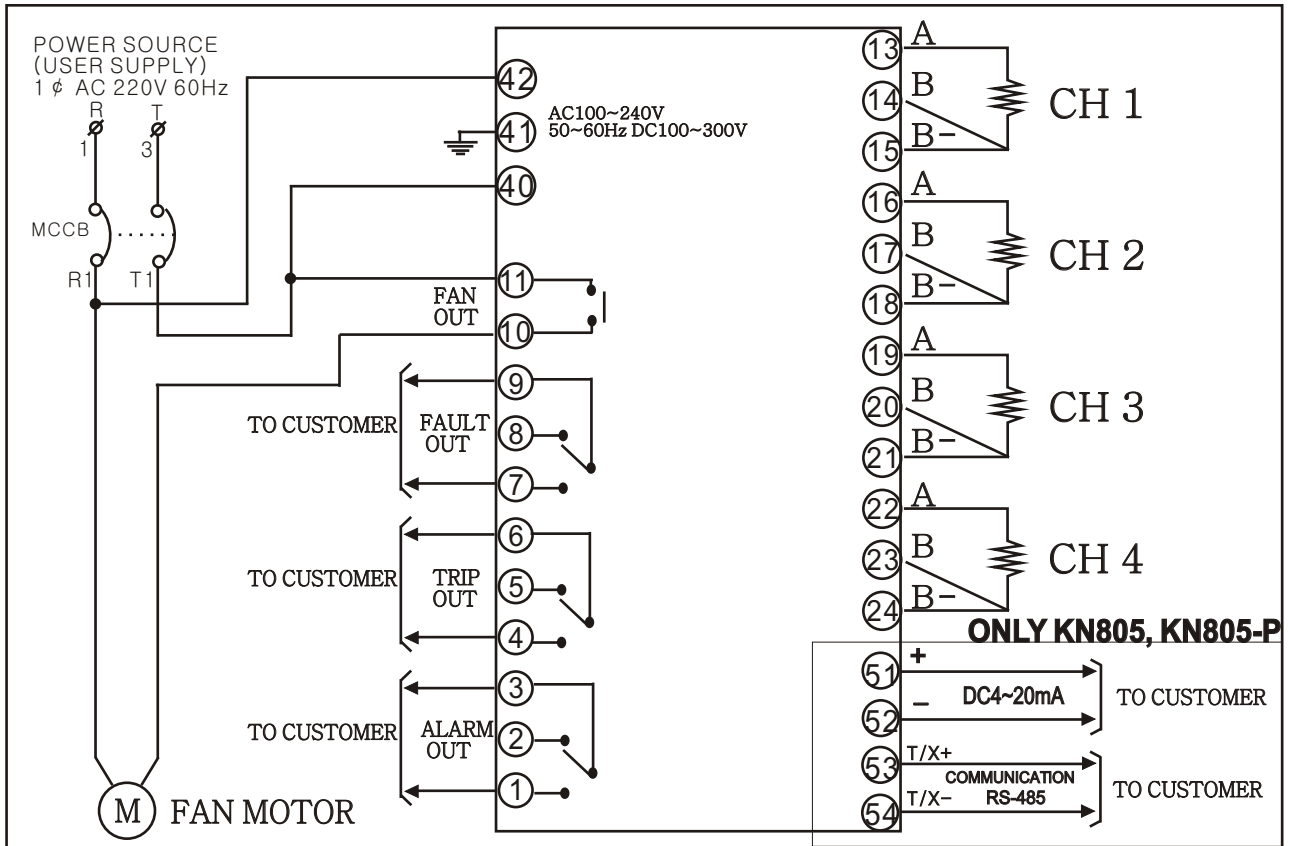 POWER SOURCE
(USER SUPPLY)
1 ¢ AC 220V 60Hz
R
T
1
3
MCCB
R1
T1
42
41
AC100~240V
50~60Hz DC100~300V
40
11
FAN
OUT
10
9
TO CUSTOMER
FAULT
OUT
8
7
6
TO CUSTOMER
TRIP
OUT
5
4
3
TO CUSTOMER
ALARM
OUT
2
1
M
FAN MOTOR
13
A
14
B
15
B-
CH 1
16
A
17
B
18
B-
CH 2
19
A
20
B
21
B-
CH 3
22
A
23
B
24
B-
CH 4
ONLY KN805, KN805-P
51
+
52
−
DC4~20mA
TO CUSTOMER
53
T/X+
COMMUNICATION
RS-485
54
T/X−
TO CUSTOMER